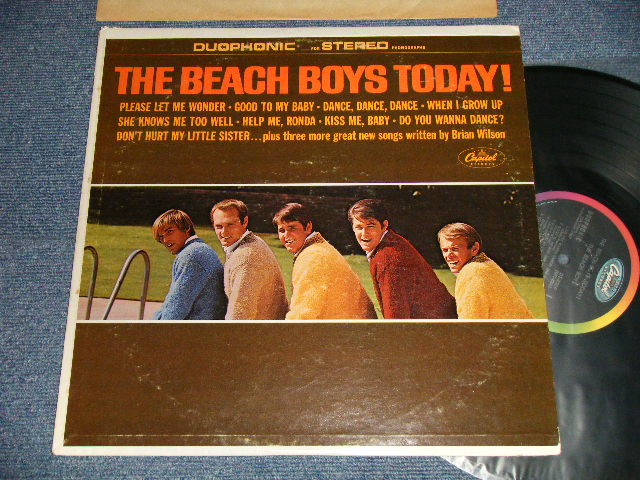 DUOPHONIC - FOR STEREO PHONOGRAPHS
THE BEACH BOYS TODAY!
PLEASE LET ME WONDER • GOOD TO MY BABY • DANCE, DANCE, DANCE • WHEN I GROW UP
SHE KNOWS ME TOO WELL • HELP ME, RONDA • KISS ME, BABY • DO YOU WANNA DANCE?
DON'T HURT MY LITTLE SISTER...plus three more great new songs written by Brian Wilson
Capitol
RECORDS
Capitol